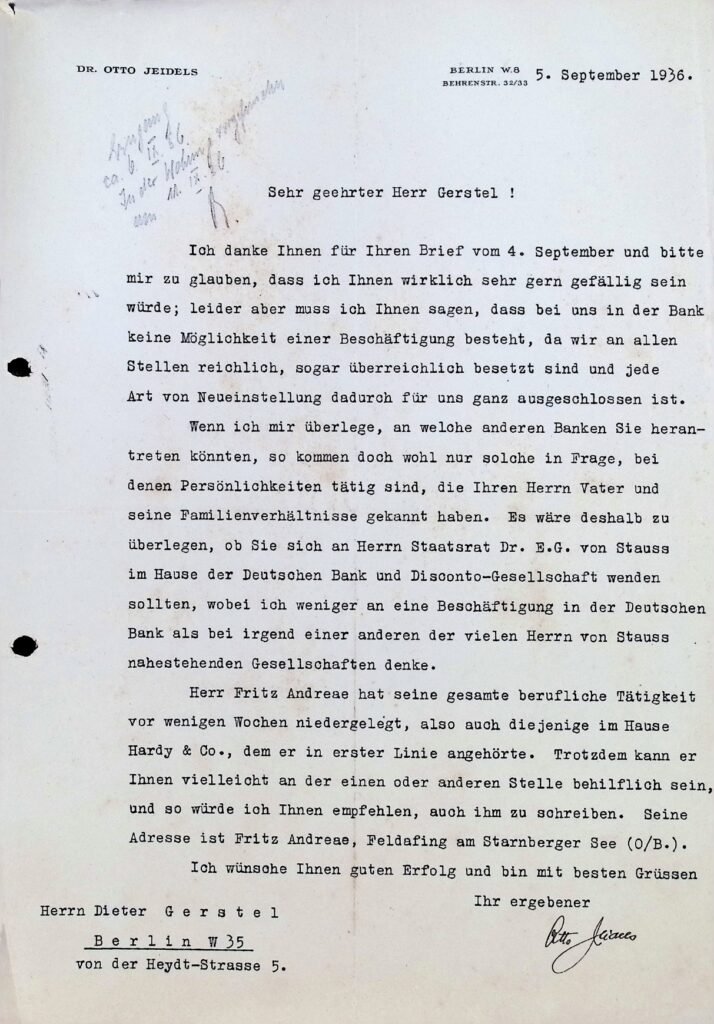 DR. OTTO JEIDELS
BERLIN W.8
BEHRENSTR. 32/33
5. September 1936.
ca. 6. IX. 36
In der
am 11. IX. 36
Sehr geehrter Herr Gerstel !
Ich danke Ihnen für Ihren Brief vom 4. September und bitte
mir zu glauben, dass ich Ihnen wirklich sehr gern gefällig sein
würde; leider aber muss ich Ihnen sagen, dass bei uns in der Bank
keine Möglichkeit einer Beschäftigung besteht, da wir an allen
Stellen reichlich, sogar überreichlich besetzt sind und jede
Art von Neueinstellung dadurch für uns ganz ausgeschlossen ist.
Wenn ich mir überlege, an welche anderen Banken Sie heran-
treten könnten, so kommen doch wohl nur solche in Frage, bei
denen Persönlichkeiten tätig sind, die Ihren Herrn Vater und
seine Familienverhältnisse gekannt haben. Es wäre deshalb zu
überlegen, ob Sie sich an Herrn Staatsrat Dr. E.G. von Stauss
im Hause der Deutschen Bank und Disconto-Gesellschaft wenden
sollten, wobei ich weniger an eine Beschäftigung in der Deutschen
Bank als bei irgend einer anderen der vielen Herrn von Stauss
nahestehenden Gesellschaften denke.
Herr Fritz Andreae hat seine gesamte berufliche Tätigkeit
vor wenigen Wochen niedergelegt, also auch diejenige im Hause
Hardy & Co., dem er in erster Linie angehörte. Trotzdem kann er
Ihnen vielleicht an der einen oder anderen Stelle behilflich sein,
und so würde ich Ihnen empfehlen, auch ihm zu schreiben. Seine
Adresse ist Fritz Andreae, Feldafing am Starnberger See (O/B.).
Ich wünsche Ihnen guten Erfolg und bin mit besten Grüssen
Ihr ergebener
Otto Jeidels
Herrn Dieter G e r s t e l
B e r l i n W 35
von der Heydt-Strasse 5.